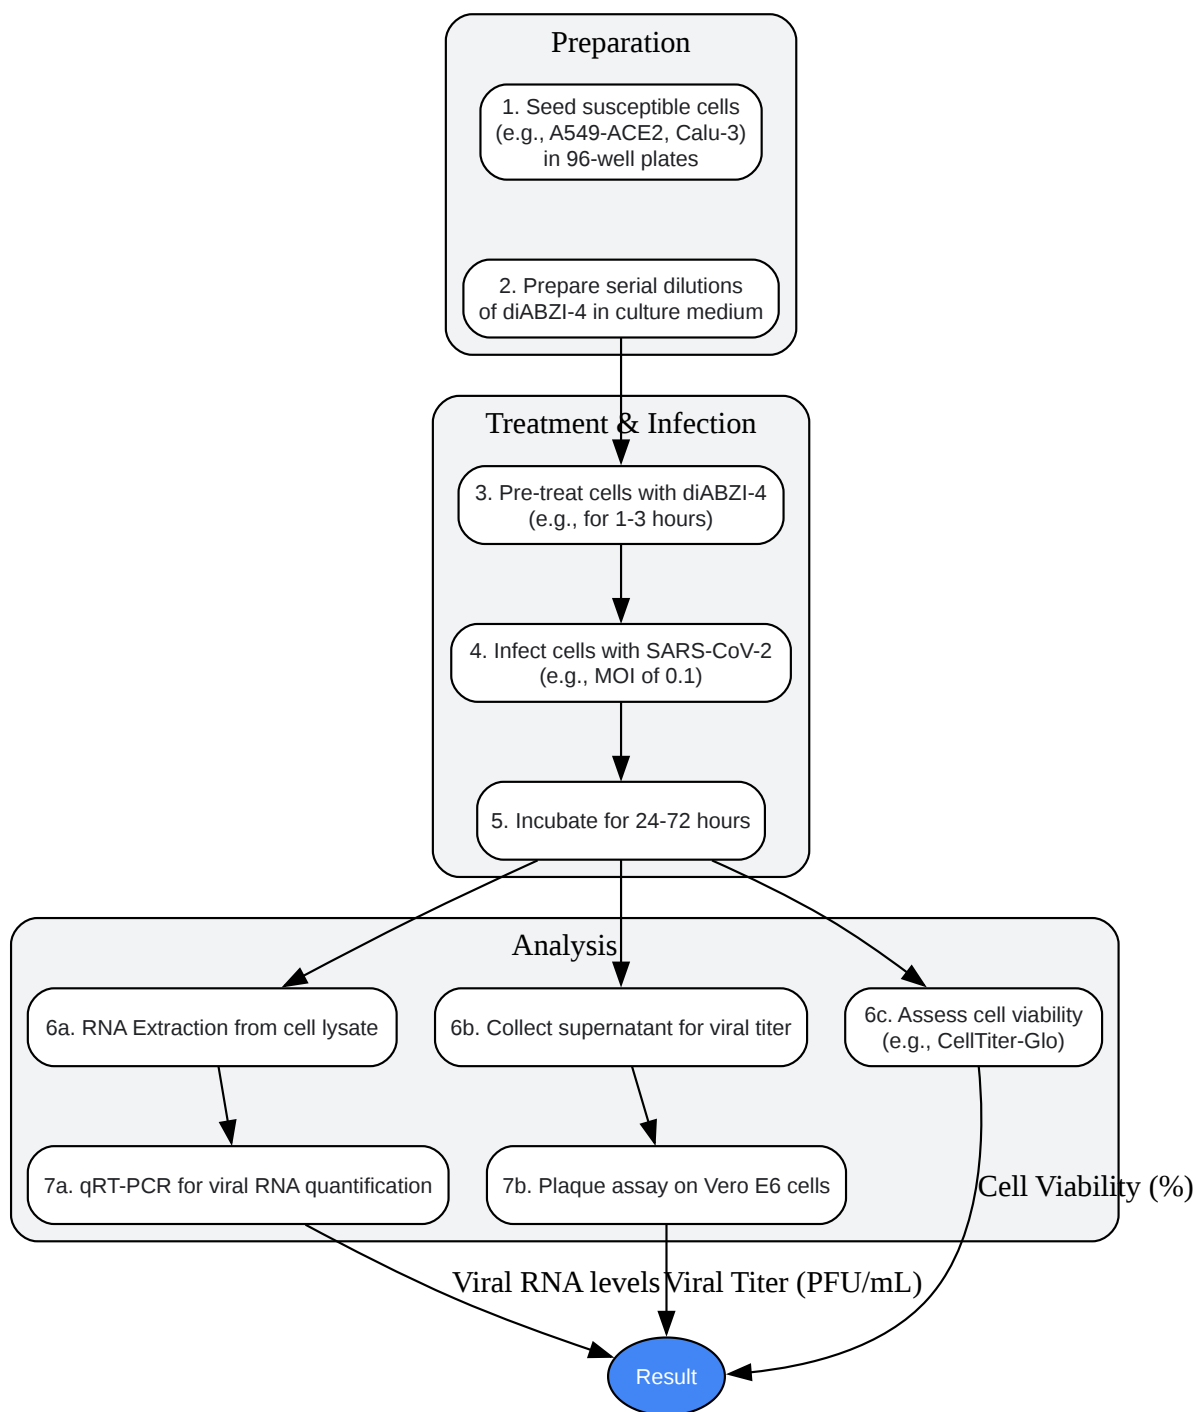 Preparation
1. Seed susceptible cells
(e.g., A549-ACE2, Calu-3)
in 96-well plates
2. Prepare serial dilutions
of diABZI-4 in culture medium
Treatment & Infection
3. Pre-treat cells with diABZI-4
(e.g., for 1-3 hours)
4. Infect cells with SARS-CoV-2
(e.g., MOI of 0.1)
5. Incubate for 24-72 hours
Analysis
6a. RNA Extraction from cell lysate
6b. Collect supernatant for viral titer
6c. Assess cell viability
(e.g., CellTiter-Glo)
7a. qRT-PCR for viral RNA quantification
7b. Plaque assay on Vero E6 cells
Cell Viability (%)
Viral RNA levels
Viral Titer (PFU/mL)
Result